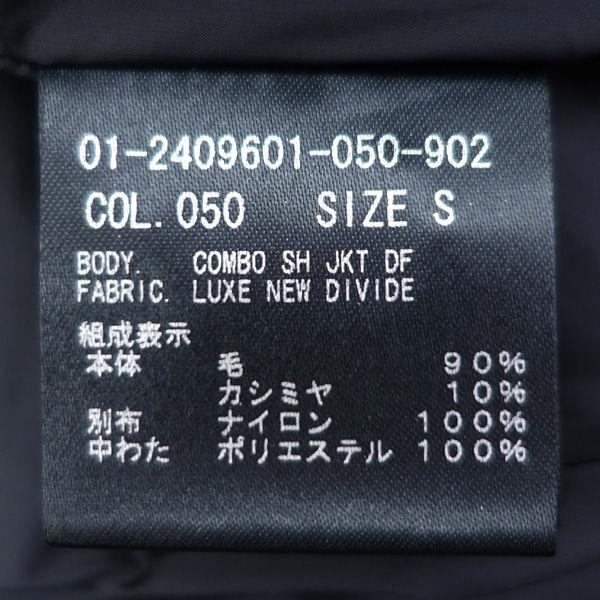 01-2409601-050-902
COL.050 SIZE S
BODY. COMBO SH JKT DF
FABRIC. LUXE NEW DIVIDE
組成表示
本体 毛 90%
カシミヤ 10%
別布 ナイロン 100%
中わた ポリエステル 100%